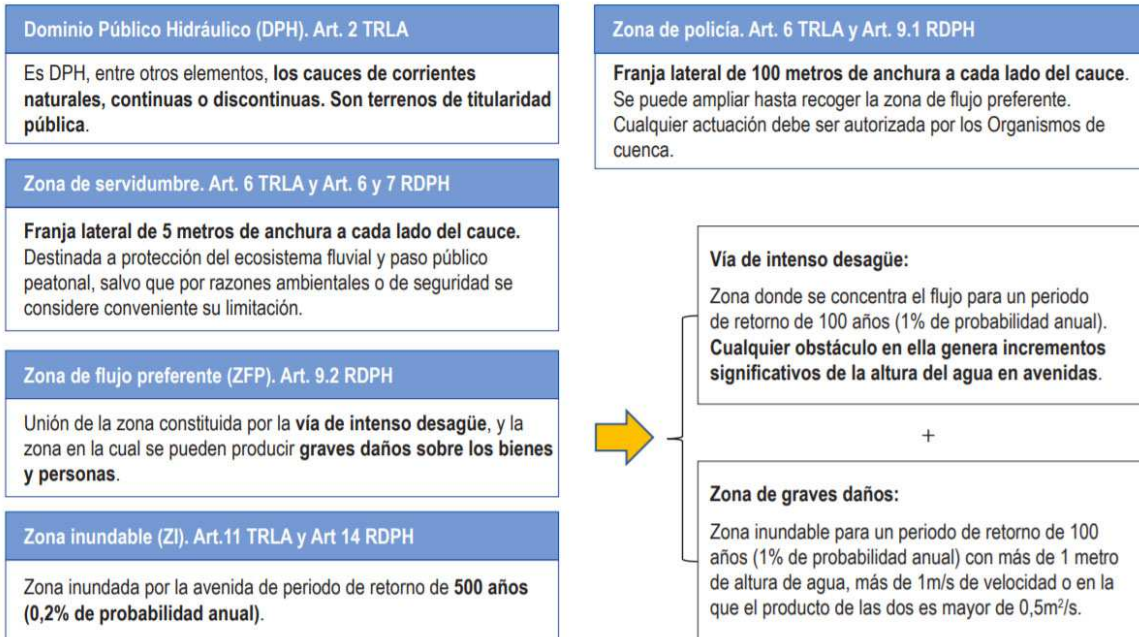 Dominio Público Hidráulico (DPH). Art. 2 TRLA
Es DPH, entre otros elementos, los cauces de corrientes
naturales, continuas o discontinuas. Son terrenos de titularidad
pública.
Zona de servidumbre. Art. 6 TRLA y Art. 6 y 7 RDPH
Franja lateral de 5 metros de anchura a cada lado del cauce.
Destinada a protección del ecosistema fluvial y paso público
peatonal, salvo que por razones ambientales o de seguridad se
considere conveniente su limitación.
Zona de flujo preferente (ZFP). Art. 9.2 RDPH
Unión de la zona constituida por la vía de intenso desagüe, y la
zona en la cual se pueden producir graves daños sobre los bienes
y personas.
Zona inundable (ZI). Art.11 TRLA y Art 14 RDPH
Zona inundada por la avenida de periodo de retorno de 500 años
(0,2% de probabilidad anual).
Zona de policía. Art. 6 TRLA y Art. 9.1 RDPH
Franja lateral de 100 metros de anchura a cada lado del cauce.
Se puede ampliar hasta recoger la zona de flujo preferente.
Cualquier actuación debe ser autorizada por los Organismos de
cuenca.
Vía de intenso desagüe:
Zona donde se concentra el flujo para un periodo
de retorno de 100 años (1% de probabilidad anual).
Cualquier obstáculo en ella genera incrementos
significativos de la altura del agua en avenidas.
+
Zona de graves daños:
Zona inundable para un periodo de retorno de 100
años (1% de probabilidad anual) con más de 1 metro
de altura de agua, más de 1m/s de velocidad o en la
que el producto de las dos es mayor de 0,5m²/s.